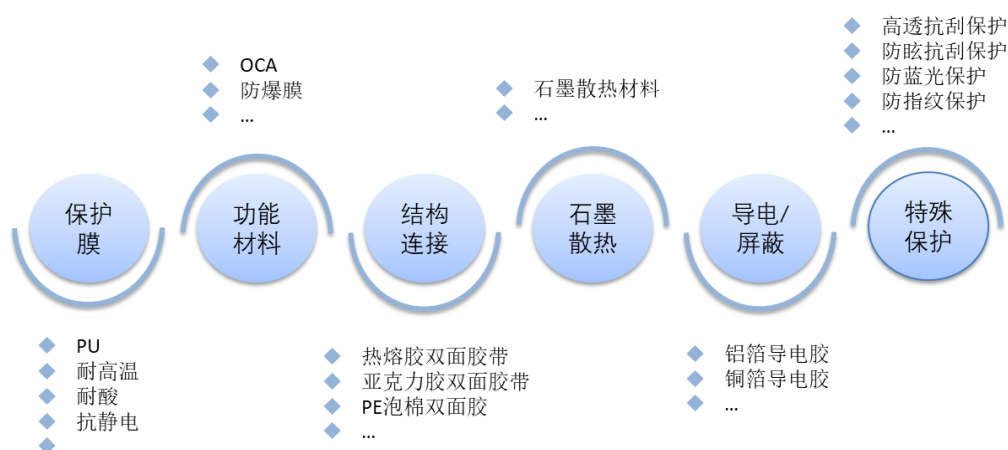 OCA
防爆膜
...
石墨散热材料
...
高透抗刮保护
防眩抗刮保护
防蓝光保护
防指纹保护
...
保护
膜
功能
材料
结构
连接
石墨
散热
导电/
屏蔽
特殊
保护
PU
耐高温
耐酸
抗静电
热熔胶双面胶带
亚克力胶双面胶带
PE泡棉双面胶
...
铝箔导电胶
铜箔导电胶
...